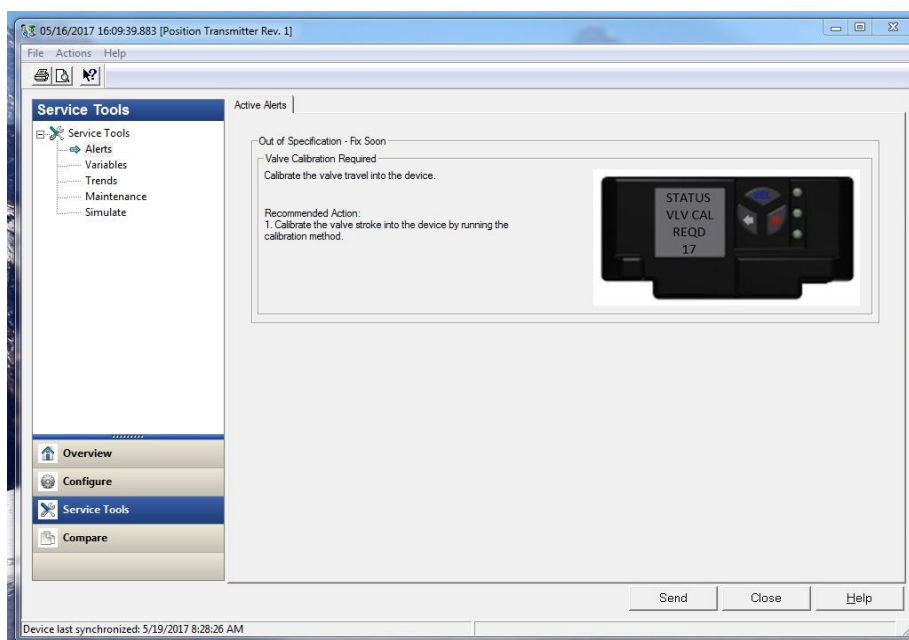 05/16/2017 16:09:39.883 [Position Transmitter Rev. 1]
File Actions Help
Service Tools
Service Tools
Alerts
Variables
Trends
Maintenance
Simulate
Overview
Configure
Service Tools
Compare
Active Alerts
Out of Specification - Fix Soon
Valve Calibration Required
Calibrate the valve travel into the device.
Recommended Action:
1. Calibrate the valve stroke into the device by running the
calibration method.
STATUS
VLV CAL
REQD
17
SEL
Send Close Help
Device last synchronized: 5/19/2017 8:28:26 AM